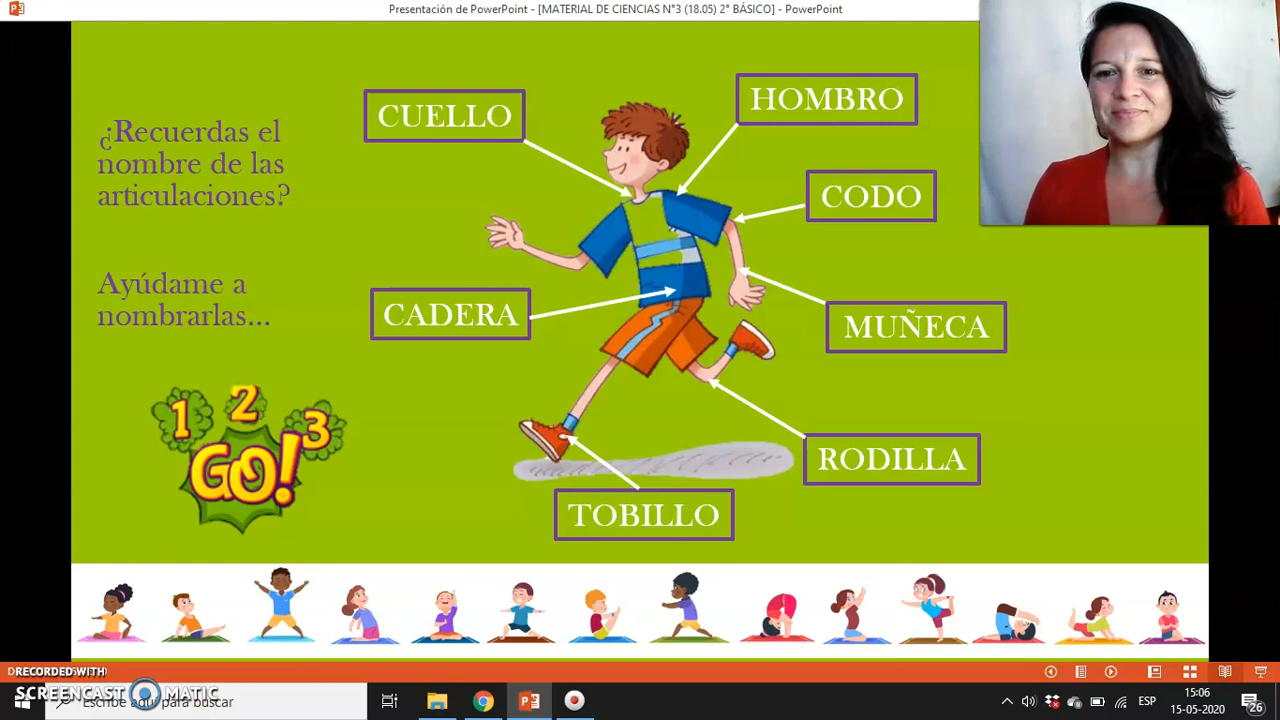 Presentación de PowerPoint - [MATERIAL DE CIENCIAS N°3 (18.05) 2° BÁSICO] - PowerPoint
¿Recuerdas el
nombre de las
articulaciones?
Ayúdame a
nombrarlas...
CUELLO
HOMBRO
CODO
CADERA
MUÑECA
RODILLA
TOBILLO
1 2 3
GO!
RECORDED WITH
SCREENCAST MATIC
Escribe aquí para buscar
ESP
15:06
15-05-2020
26